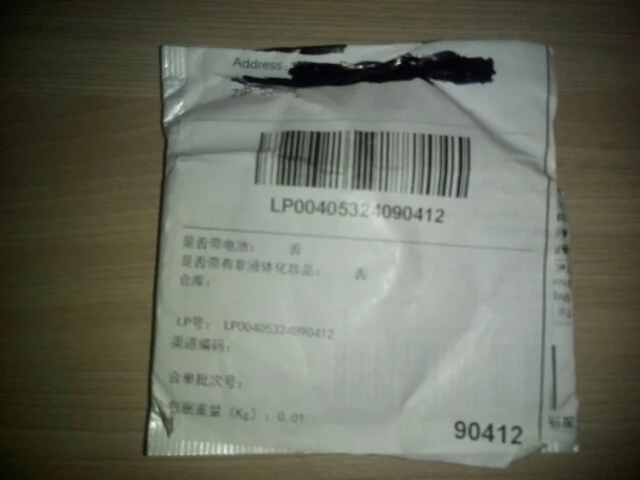 Address
ZIP:
LP00405324090412
是否带电池： 否
是否带有非液体化妆品： 否
仓库：
LP号： LP00405324090412
渠道编码：
合单批次号：
包裹重量（Kg）：0.01
90412